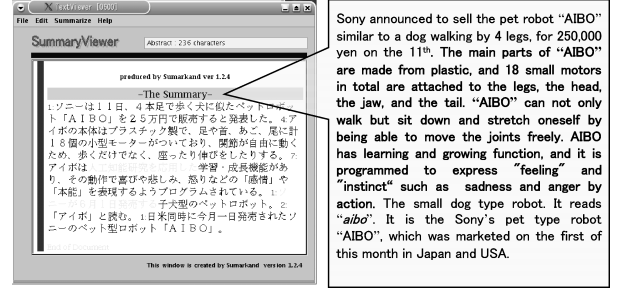 X TextViewer [0500]
File Edit Summarize Help
SummaryViewer
Abstract : 236 characters
produced by Sumarkand ver 1.2.4
−The Summary−
1:ソニーは１１日、４本足で歩く犬に似たペットロボッ
ト「ＡＩＢＯ」を２５万円で販売すると発表した。4:ア
イボの本体はプラスチック製で、足や首、あご、尾に計
１８個の小型モーターがついており、関節が自由に動く
ため、歩くだけでなく、座ったり伸びをしたりする。7:
アイボは 学習・成長機能があ
り、その動作で喜びや悲しみ、怒りなどの「感情」や
「本能」を表現するようプログラムされている。
子犬型のペットロボット。2:
「アイボ」と読む。1:日米同時に今月一日発売されたソ
ニーのペット型ロボット「ＡＩＢＯ」。
End of Document
This window is created by Sumarkand version 1.2.4
Sony announced to sell the pet robot “AIBO”
similar to a dog walking by 4 legs, for 250,000
yen on the 11th. The main parts of “AIBO”
are made from plastic, and 18 small motors
in total are attached to the legs, the head,
the jaw, and the tail. “AIBO” can not only
walk but sit down and stretch oneself by
being able to move the joints freely. AIBO
has learning and growing function, and it is
programmed to express ”feeling” and
”instinct“ such as sadness and anger by
action. The small dog type robot. It reads
“aibo”. It is the Sony’s pet type robot
“AIBO”, which was marketed on the first of
this month in Japan and USA.